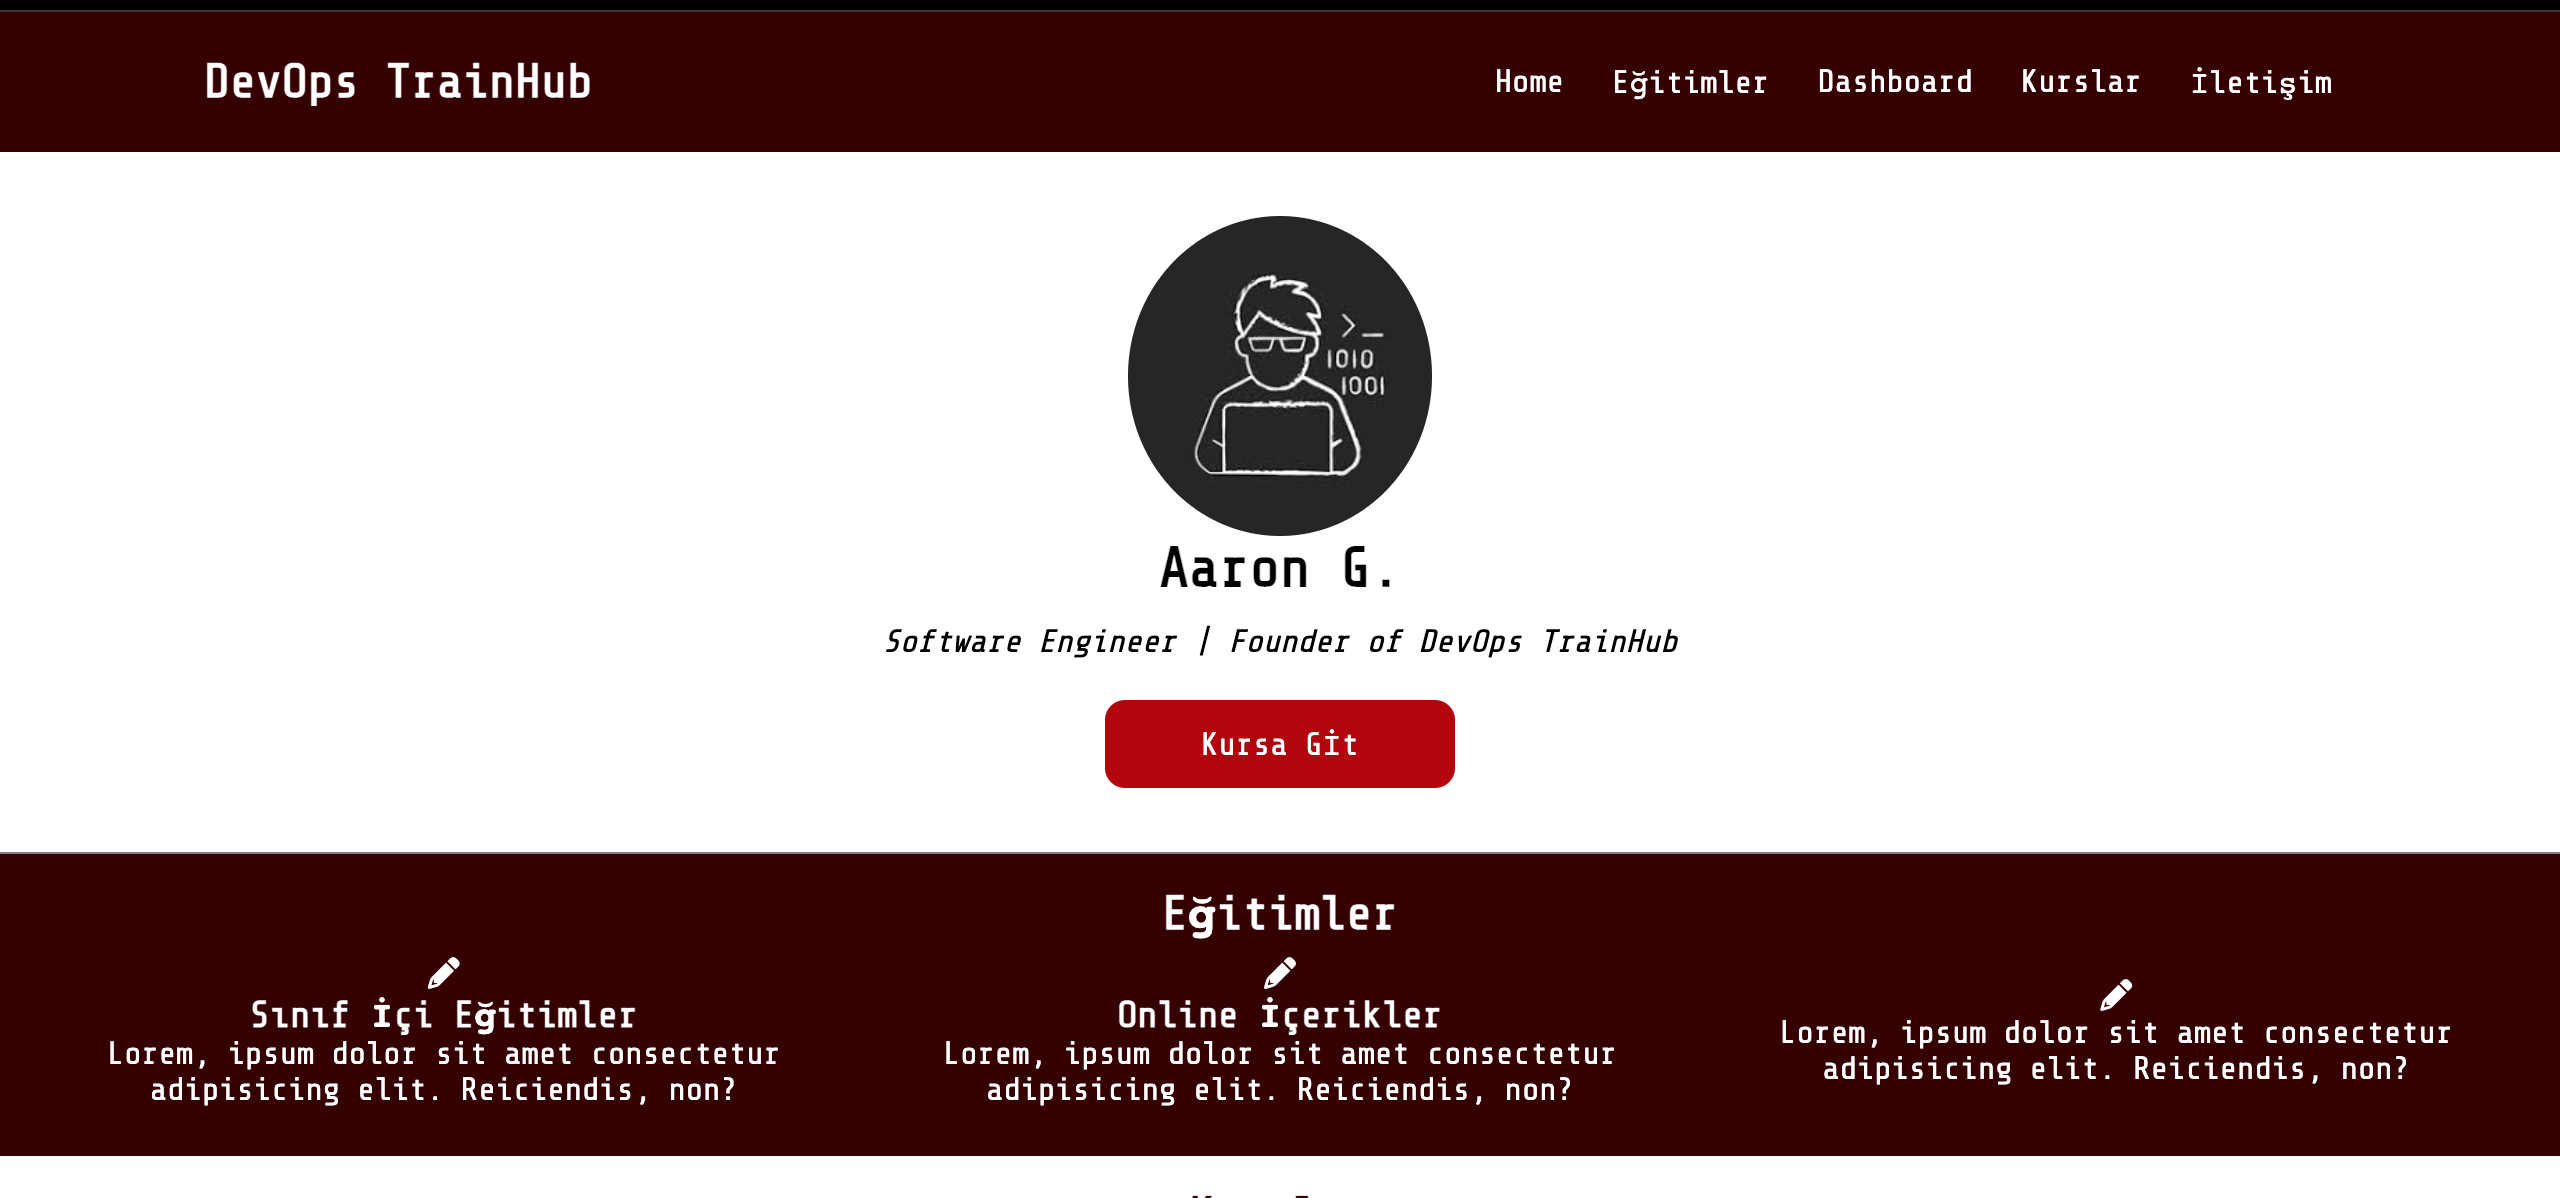 DevOps TrainHub
Home Eğitimler Dashboard Kurslar İletişim
>_
1010
1001
Aaron G.
Software Engineer | Founder of DevOps TrainHub
Kursa Gİt
Eğitimler
Sınıf İçi Eğitimler
Lorem, ipsum dolor sit amet consectetur
adipisicing elit. Reiciendis, non?
Online İçerikler
Lorem, ipsum dolor sit amet consectetur
adipisicing elit. Reiciendis, non?
Lorem, ipsum dolor sit amet consectetur
adipisicing elit. Reiciendis, non?